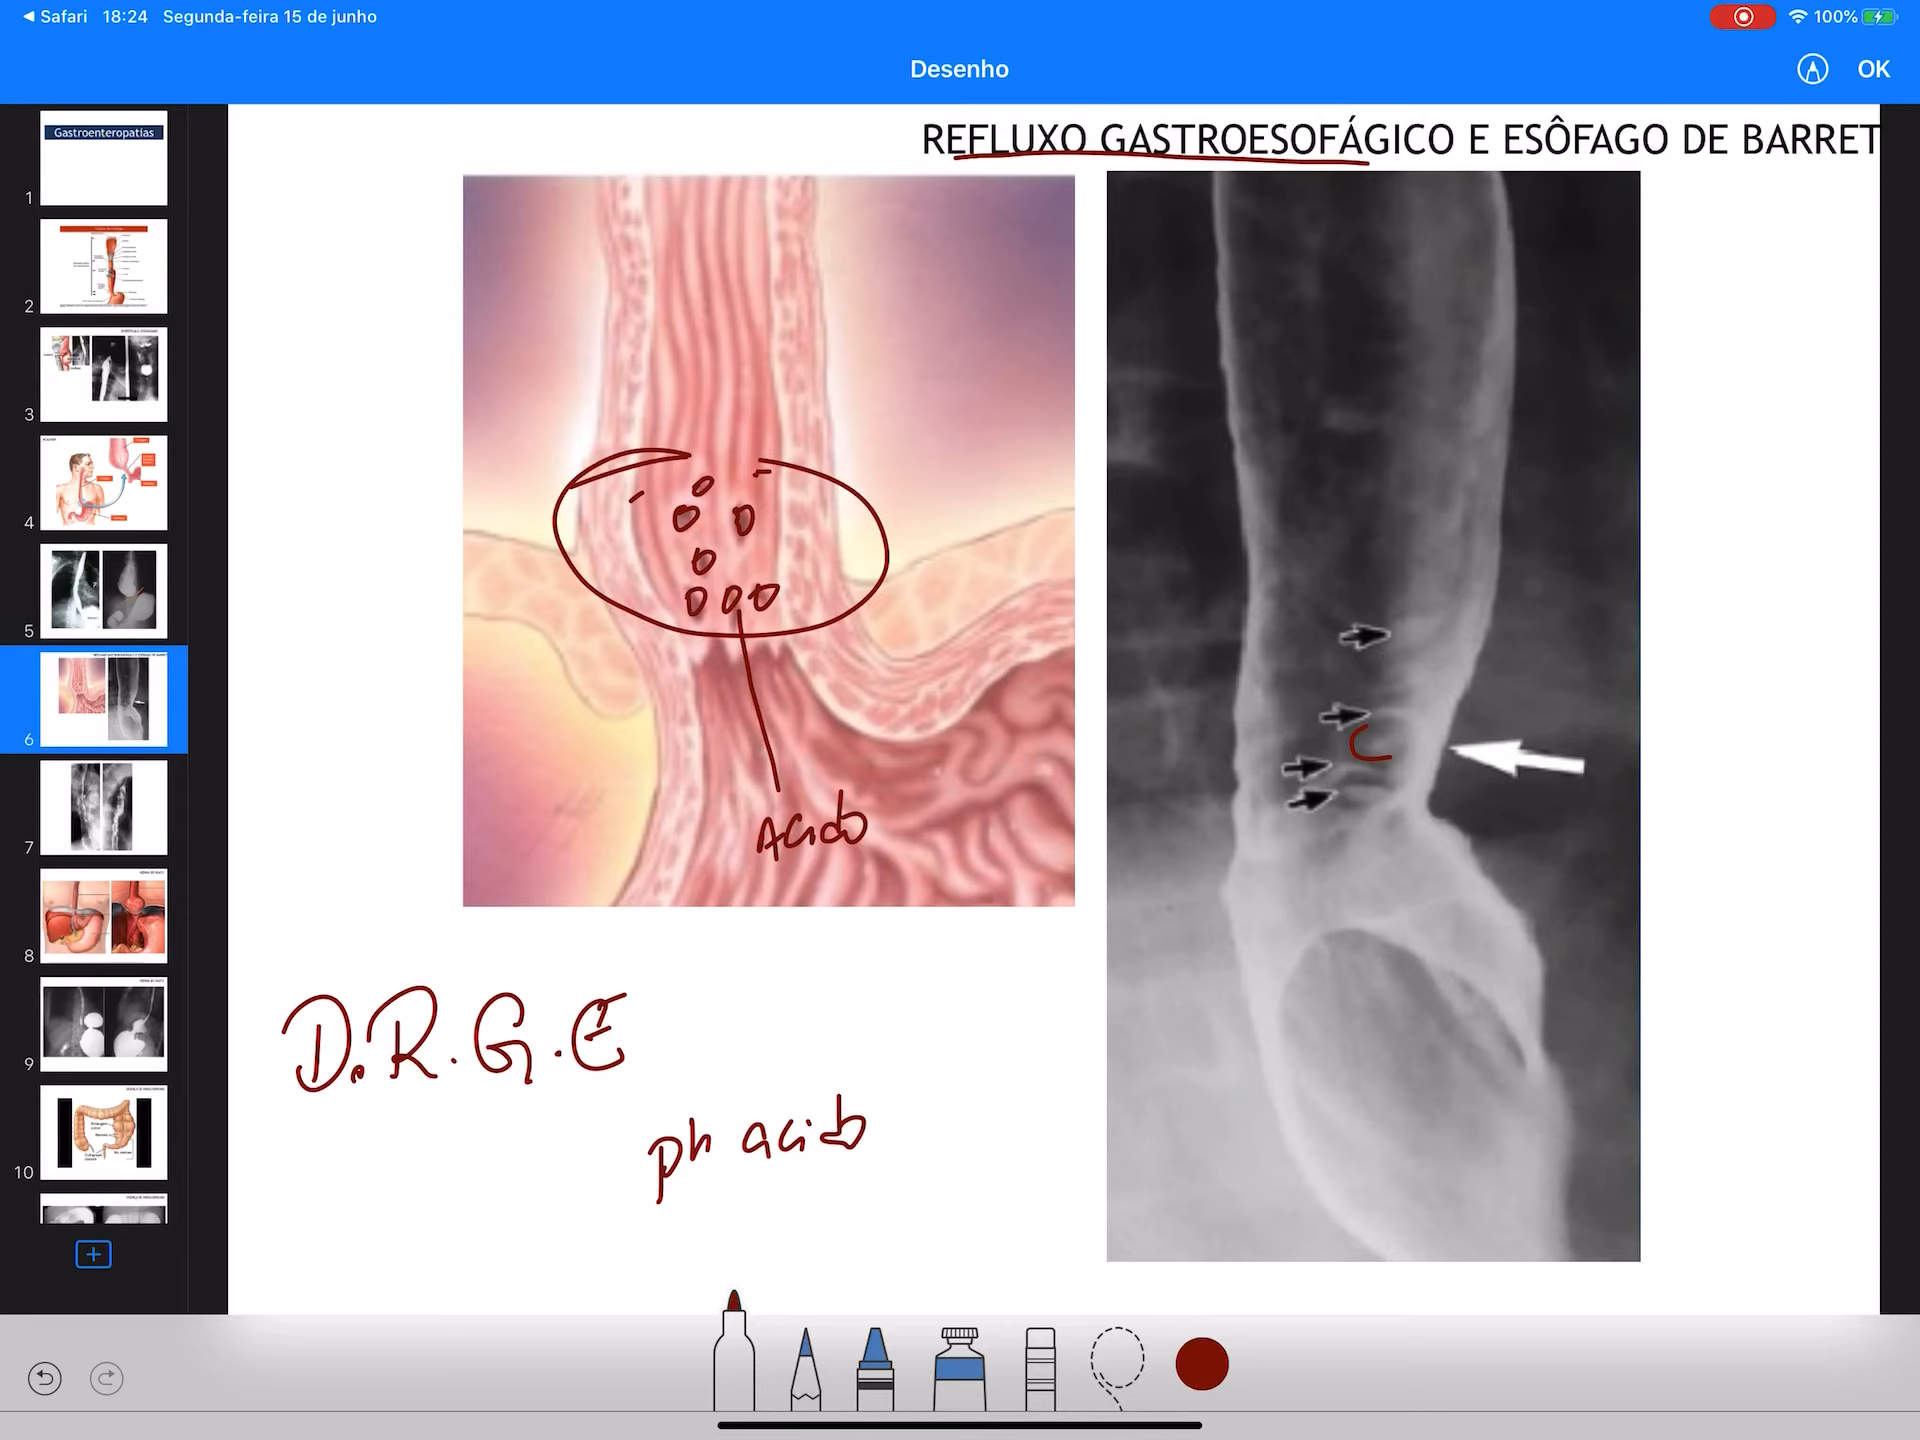 Safari 18:24 Segunda-feira 15 de junho
100%
Desenho
OK
Gastroenteropatias
1
2
3
4
5
6
7
8
9
10
REFLUXO GASTROESOFÁGICO E ESÔFAGO DE BARRET
Acido
D.R.G.E
ph acido